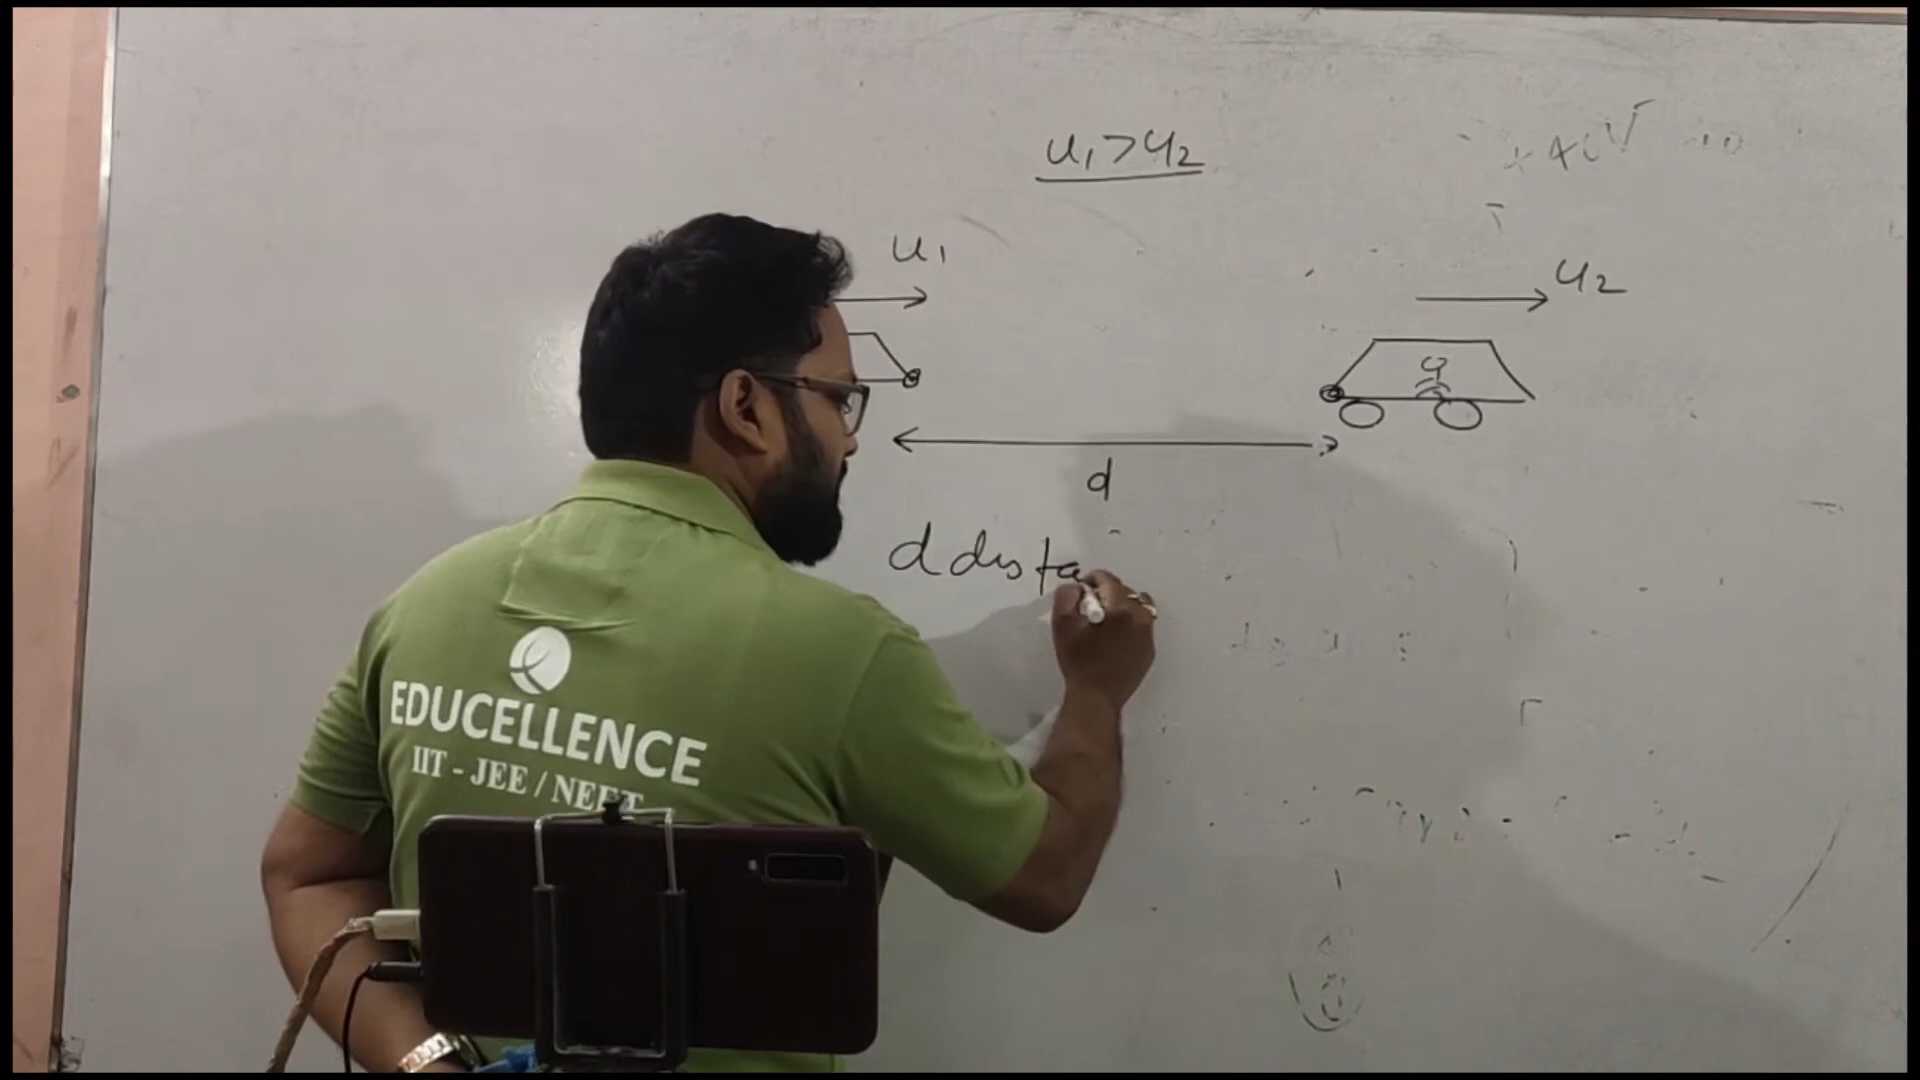 u₁ > u₂
u₁
u₂
d
d dista
EDUCELLENCE
IIT - JEE / NEET